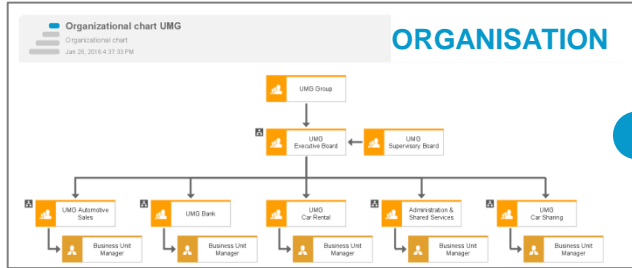 Organizational chart UMG
Organizational chart
Jan 28, 2016 4:37:33 PM
ORGANISATION
UMG Group
UMG
Executive Board
UMG
Supervisory Board
UMG Automotive
Sales
UMG Bank
UMG
Car Rental
Administration &
Shared Services
UMG
Car Sharing
Business Unit
Manager
Business Unit
Manager
Business Unit
Manager
Business Unit
Manager
Business Unit
Manager